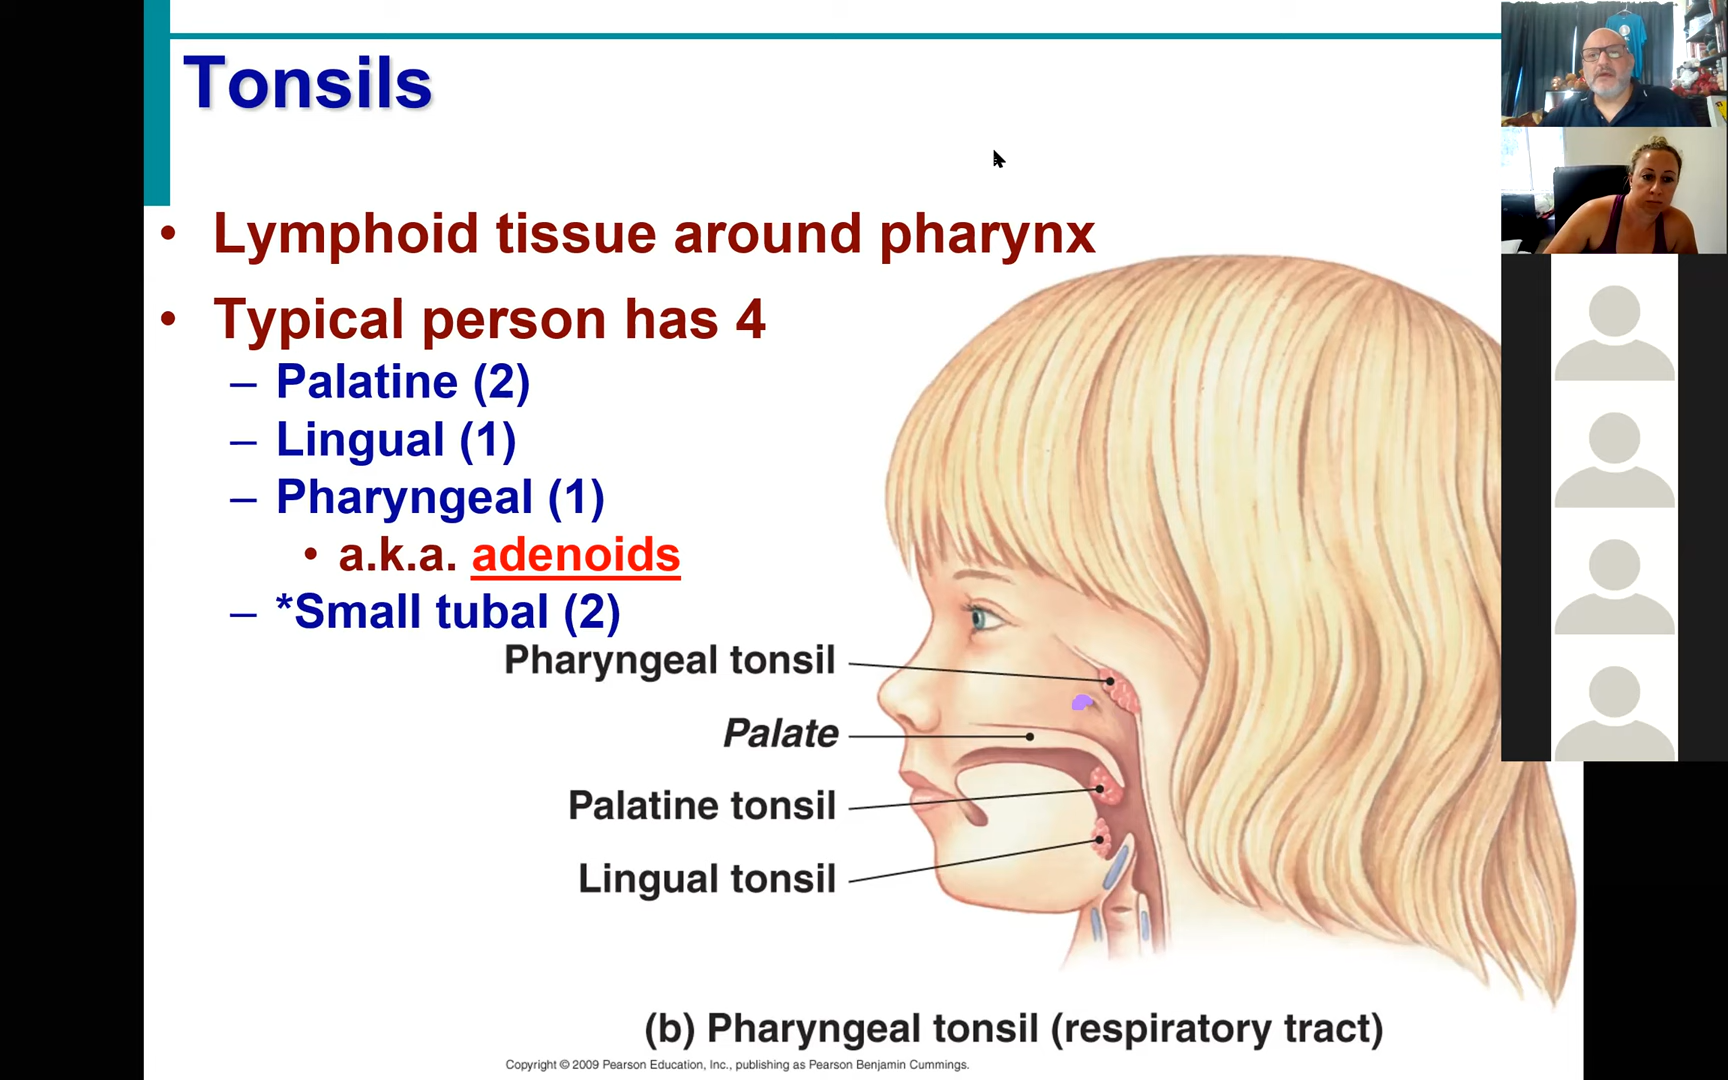 Tonsils
• Lymphoid tissue around pharynx
• Typical person has 4
– Palatine (2)
– Lingual (1)
– Pharyngeal (1)
• a.k.a. adenoids
– *Small tubal (2)
Pharyngeal tonsil
Palate
Palatine tonsil
Lingual tonsil
(b) Pharyngeal tonsil (respiratory tract)
Copyright © 2009 Pearson Education, Inc., publishing as Pearson Benjamin Cummings.